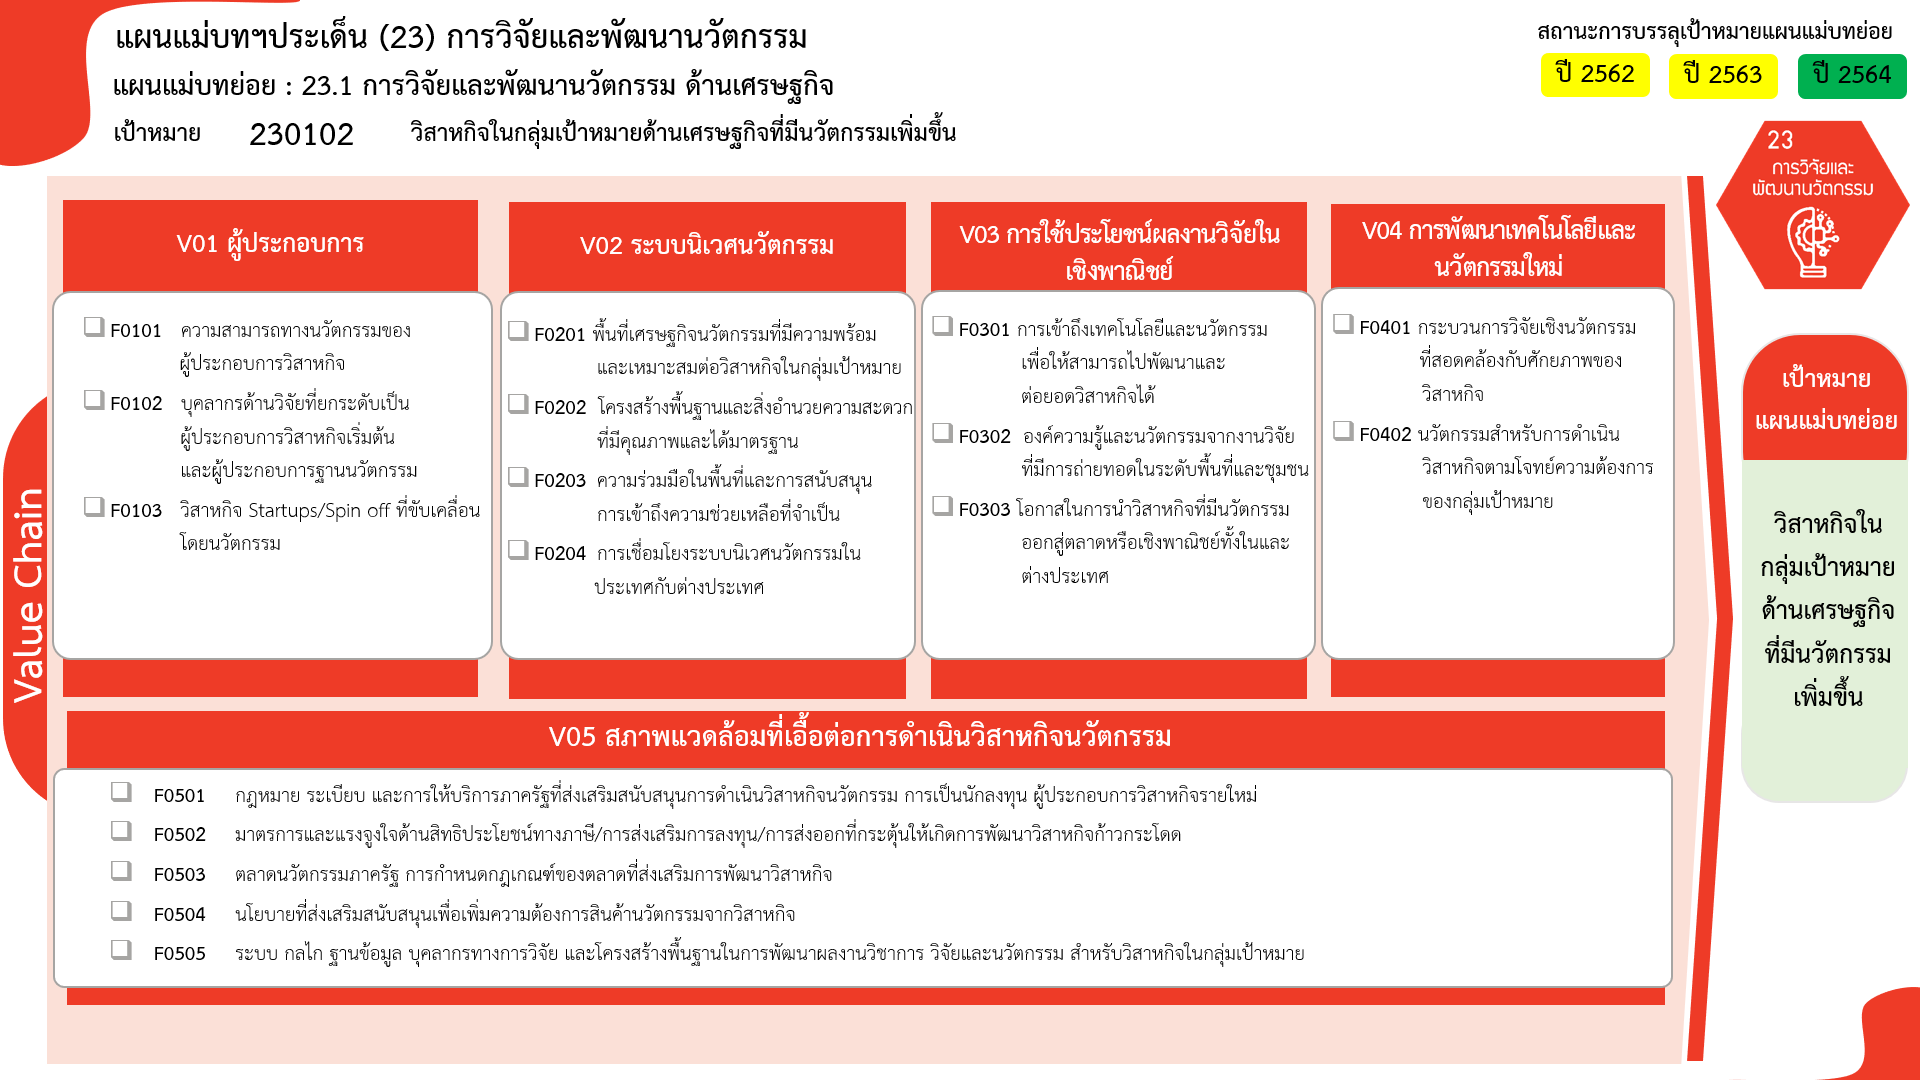 แผนแม่บทฯประเด็น (23) การวิจัยและพัฒนานวัตกรรม
แผนแม่บทย่อย : 23.1 การวิจัยและพัฒนานวัตกรรม ด้านเศรษฐกิจ
เป้าหมาย 230102 วิสาหกิจในกลุ่มเป้าหมายด้านเศรษฐกิจที่มีนวัตกรรมเพิ่มขึ้น
สถานะการบรรลุเป้าหมายแผนแม่บทย่อย
ปี 2562 ปี 2563 ปี 2564
23
การวิจัยและ
พัฒนานวัตกรรม
Value Chain
V01 ผู้ประกอบการ
F0101 ความสามารถทางนวัตกรรมของ
ผู้ประกอบการวิสาหกิจ
F0102 บุคลากรด้านวิจัยที่ยกระดับเป็น
ผู้ประกอบการวิสาหกิจเริ่มต้น
และผู้ประกอบการฐานนวัตกรรม
F0103 วิสาหกิจ Startups/Spin off ที่ขับเคลื่อน
โดยนวัตกรรม
V02 ระบบนิเวศนวัตกรรม
F0201 พื้นที่เศรษฐกิจนวัตกรรมที่มีความพร้อม
และเหมาะสมต่อวิสาหกิจในกลุ่มเป้าหมาย
F0202 โครงสร้างพื้นฐานและสิ่งอำนวยความสะดวก
ที่มีคุณภาพและได้มาตรฐาน
F0203 ความร่วมมือในพื้นที่และการสนับสนุน
การเข้าถึงความช่วยเหลือที่จำเป็น
F0204 การเชื่อมโยงระบบนิเวศนวัตกรรมใน
ประเทศกับต่างประเทศ
V03 การใช้ประโยชน์ผลงานวิจัยใน
เชิงพาณิชย์
F0301 การเข้าถึงเทคโนโลยีและนวัตกรรม
เพื่อให้สามารถไปพัฒนาและ
ต่อยอดวิสาหกิจได้
F0302 องค์ความรู้และนวัตกรรมจากงานวิจัย
ที่มีการถ่ายทอดในระดับพื้นที่และชุมชน
F0303 โอกาสในการนำวิสาหกิจที่มีนวัตกรรม
ออกสู่ตลาดหรือเชิงพาณิชย์ทั้งในและ
ต่างประเทศ
V04 การพัฒนาเทคโนโลยีและ
นวัตกรรมใหม่
F0401 กระบวนการวิจัยเชิงนวัตกรรม
ที่สอดคล้องกับศักยภาพของ
วิสาหกิจ
F0402 นวัตกรรมสำหรับการดำเนิน
วิสาหกิจตามโจทย์ความต้องการ
ของกลุ่มเป้าหมาย
V05 สภาพแวดล้อมที่เอื้อต่อการดำเนินวิสาหกิจนวัตกรรม
F0501 กฎหมาย ระเบียบ และการให้บริการภาครัฐที่ส่งเสริมสนับสนุนการดำเนินวิสาหกิจนวัตกรรม การเป็นนักลงทุน ผู้ประกอบการวิสาหกิจรายใหม่
F0502 มาตรการและแรงจูงใจด้านสิทธิประโยชน์ทางภาษี/การส่งเสริมการลงทุน/การส่งออกที่กระตุ้นให้เกิดการพัฒนาวิสาหกิจก้าวกระโดด
F0503 ตลาดนวัตกรรมภาครัฐ การกำหนดกฎเกณฑ์ของตลาดที่ส่งเสริมการพัฒนาวิสาหกิจ
F0504 นโยบายที่ส่งเสริมสนับสนุนเพื่อเพิ่มความต้องการสินค้านวัตกรรมจากวิสาหกิจ
F0505 ระบบ กลไก ฐานข้อมูล บุคลากรทางการวิจัย และโครงสร้างพื้นฐานในการพัฒนาผลงานวิชาการ วิจัยและนวัตกรรม สำหรับวิสาหกิจในกลุ่มเป้าหมาย
เป้าหมาย
แผนแม่บทย่อย
วิสาหกิจใน
กลุ่มเป้าหมาย
ด้านเศรษฐกิจ
ที่มีนวัตกรรม
เพิ่มขึ้น